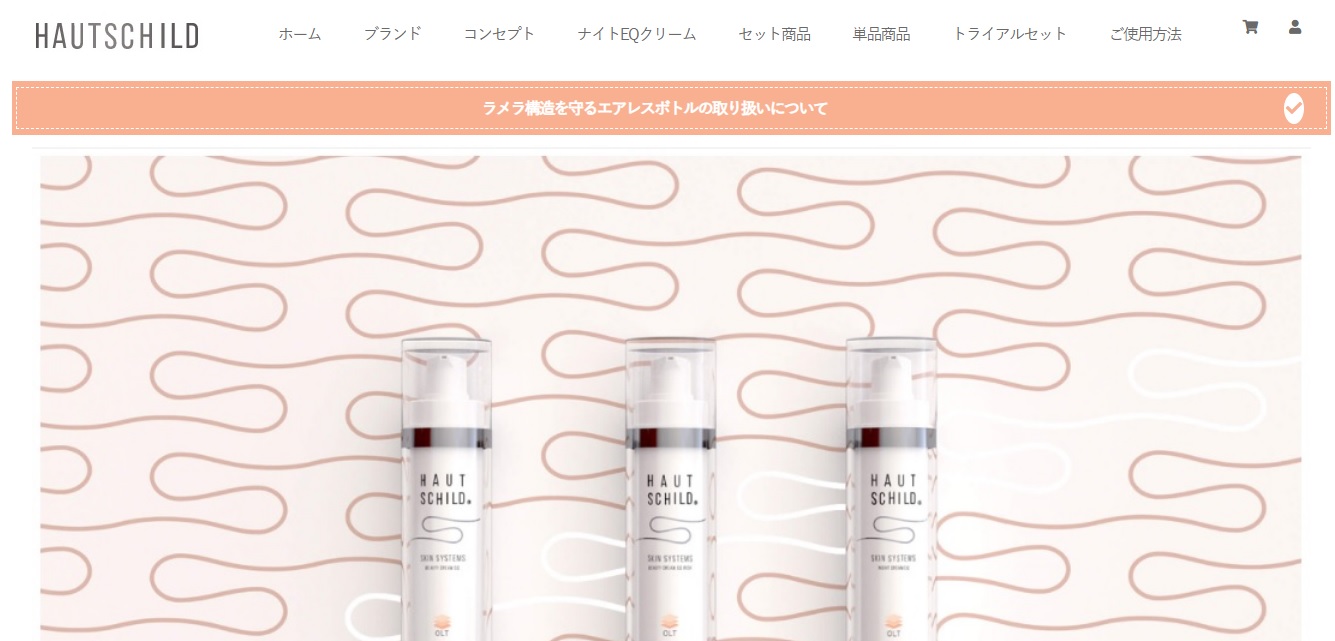 HAUTSCHILD
ホーム
ブランド
コンセプト
ナイトEQクリーム
セット商品
単品商品
トライアルセット
ご使用方法
ラメラ構造を守るエアレスボトルの取り扱いについて
HAUT
SCHILD.
SKIN SYSTEMS
OLT
HAUT
SCHILD.
SKIN SYSTEMS
OLT
HAUT
SCHILD.
SKIN SYSTEMS
OLT